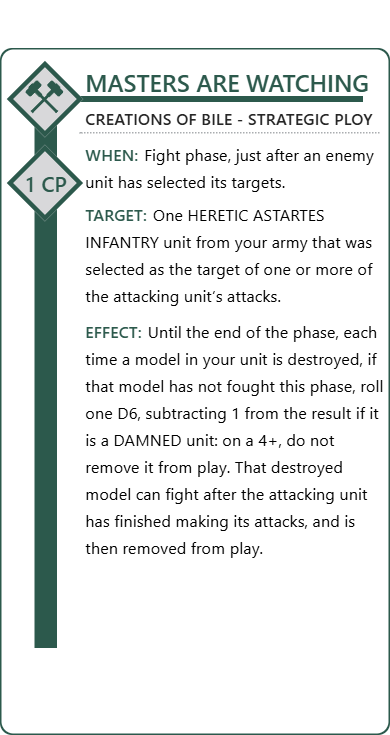 MASTERS ARE WATCHING
CREATIONS OF BILE - STRATEGIC PLOY
1 CP
WHEN: Fight phase, just after an enemy
unit has selected its targets.
TARGET: One HERETIC ASTARTES
INFANTRY unit from your army that was
selected as the target of one or more of
the attacking unit's attacks.
EFFECT: Until the end of the phase, each
time a model in your unit is destroyed, if
that model has not fought this phase, roll
one D6, subtracting 1 from the result if it
is a DAMNED unit: on a 4+, do not
remove it from play. That destroyed
model can fight after the attacking unit
has finished making its attacks, and is
then removed from play.